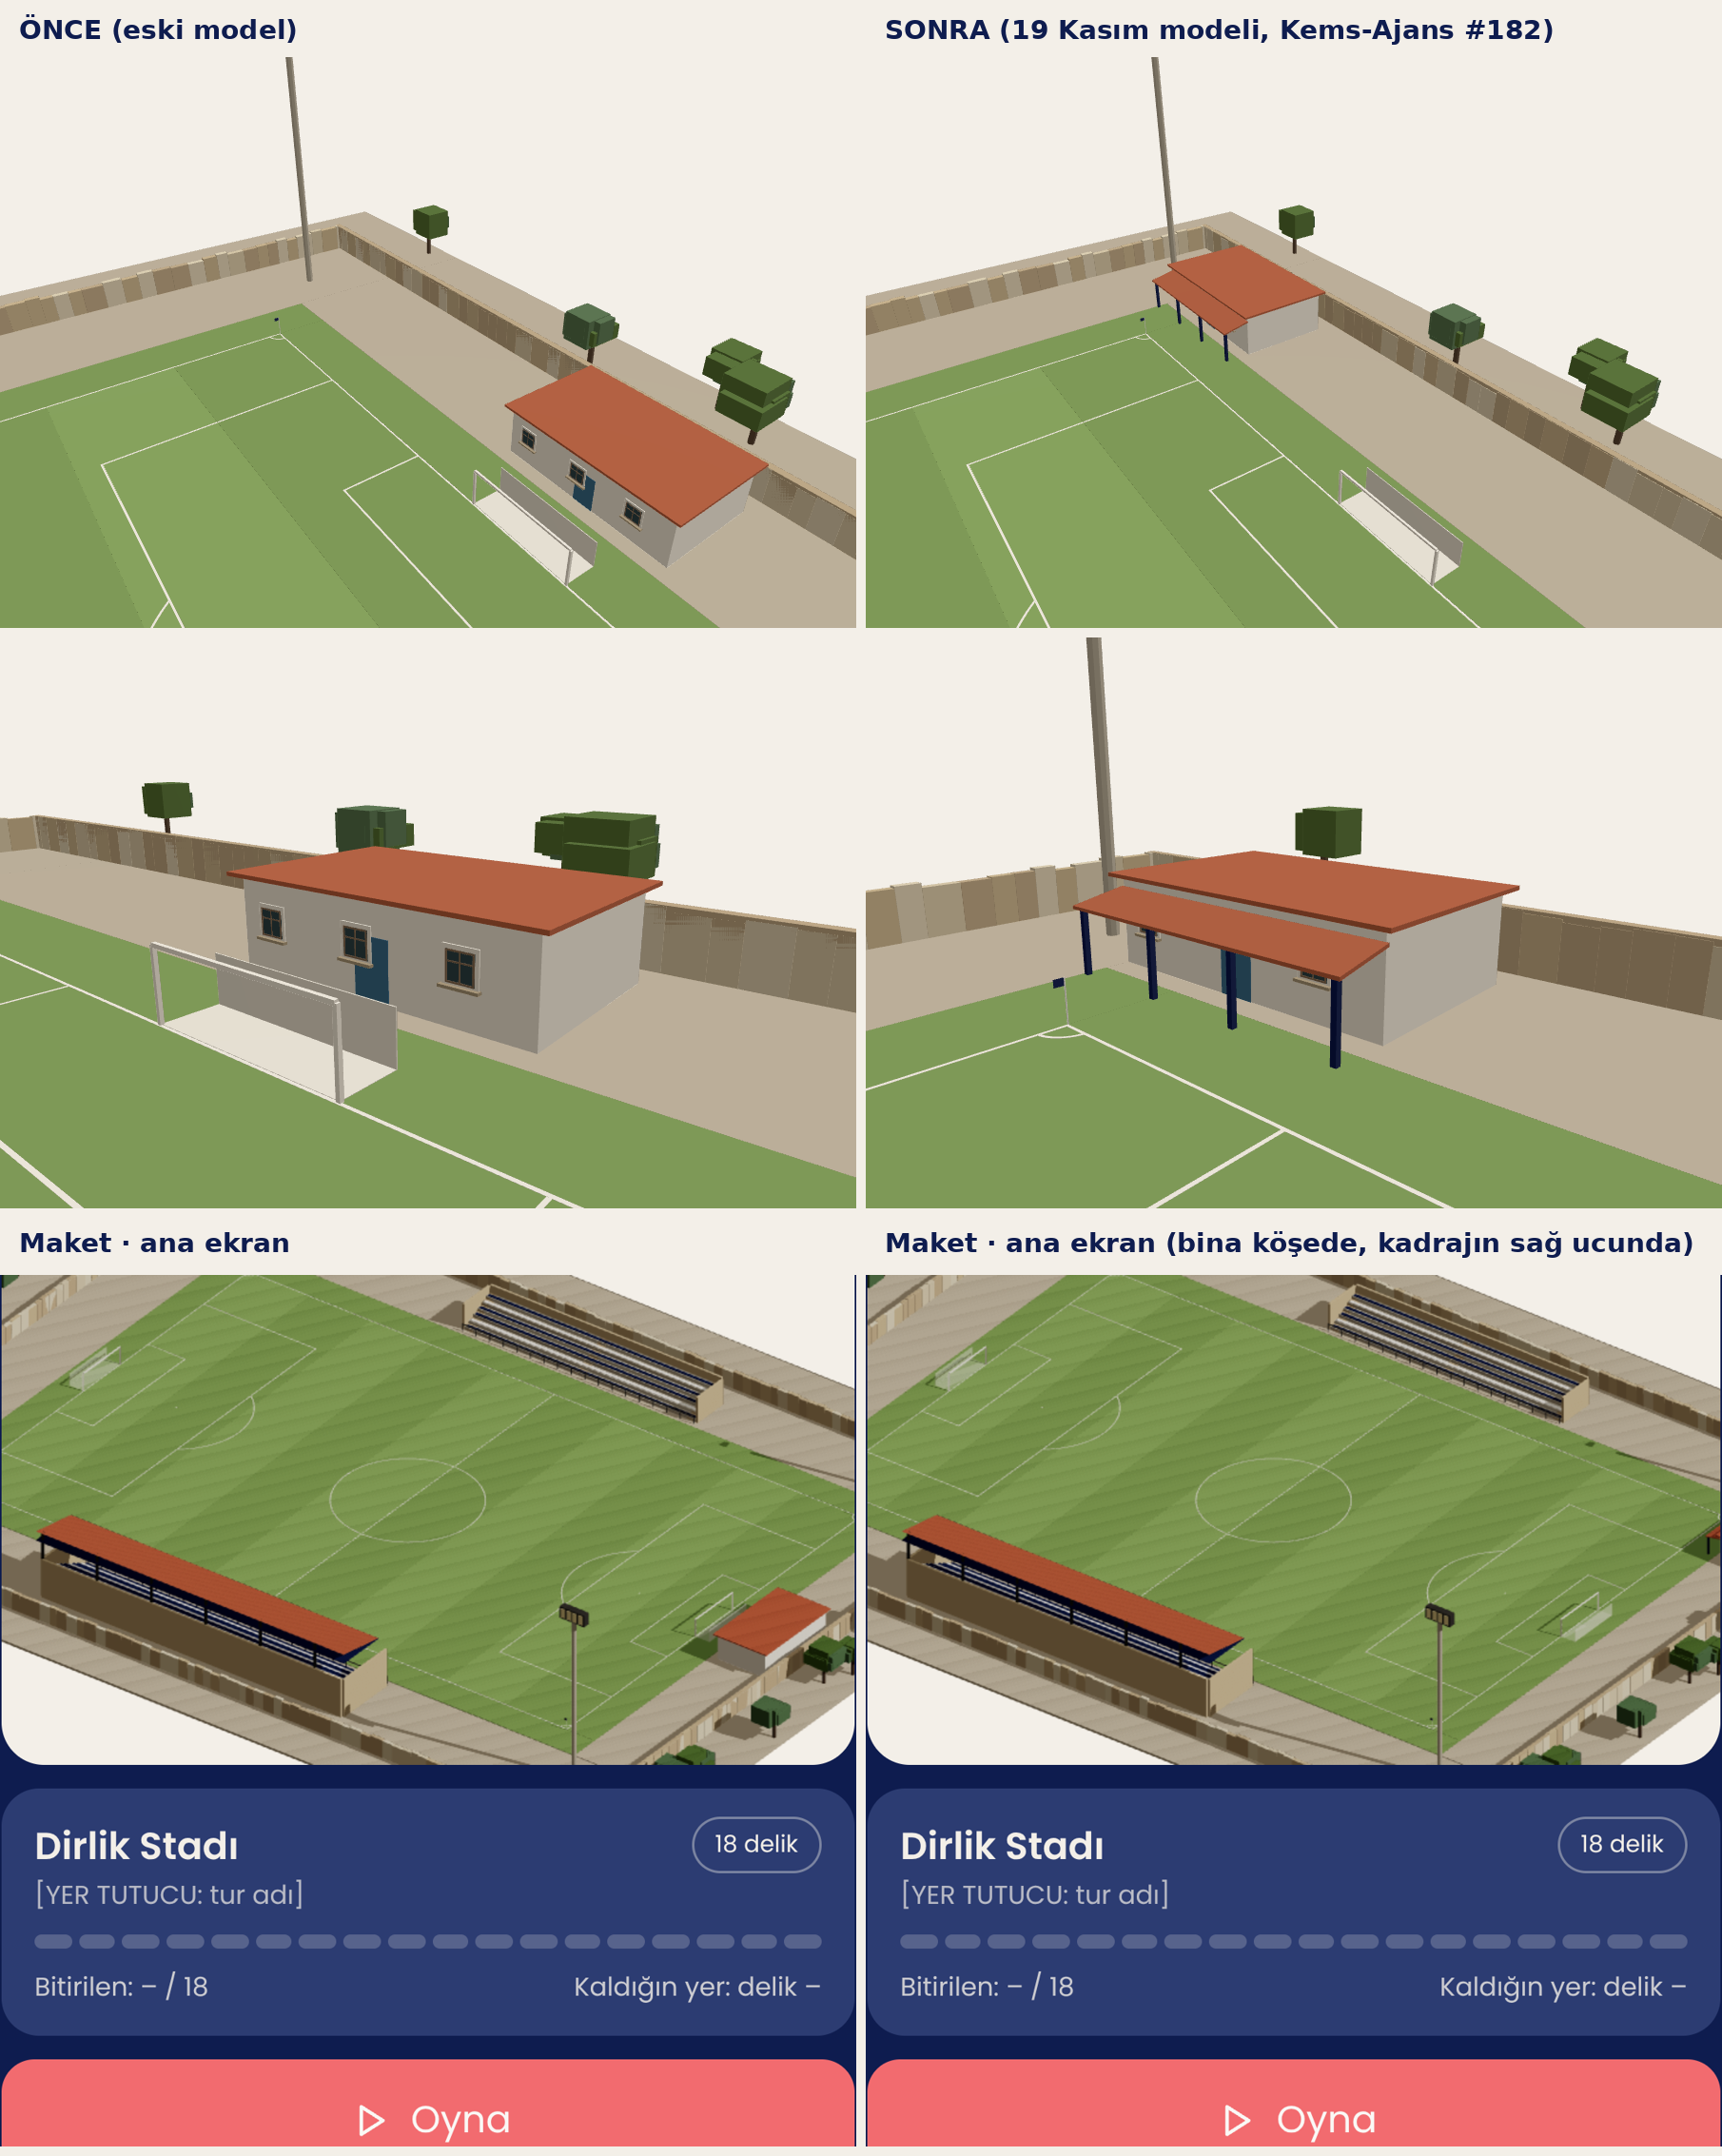 ÖNCE (eski model)
SONRA (19 Kasım modeli, Kems-Ajans #182)
Maket · ana ekran
Maket · ana ekran (bina köşede, kadrajın sağ ucunda)
Dirlik Stadı
18 delik
[YER TUTUCU: tur adı]
Bitirilen: – / 18
Kaldığın yer: delik –
Oyna
Dirlik Stadı
18 delik
[YER TUTUCU: tur adı]
Bitirilen: – / 18
Kaldığın yer: delik –
Oyna